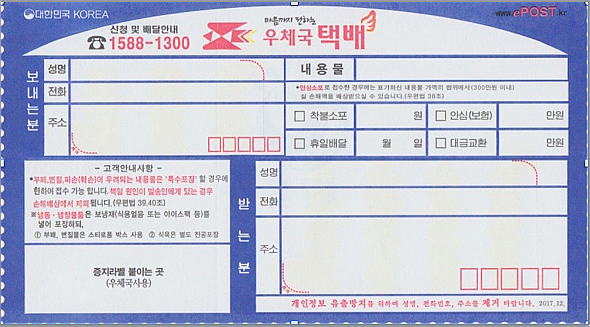 대한민국 KOREA
신청 및 배달안내
☎1588-1300
마음까지 전하는
우체국 택배
www.ePOST.kr
보내는분
성명
전화
주소
내 용 물
•안심소포로 접수한 경우에는 표기하신 내용물 가액의 범위에서(300만원 이내)
실 손해액을 배상받으실 수 있습니다.(우편법 38조)
□ 착불소포 원
□ 안심(보험) 만원
□ 휴일배달 월 일
□ 대금교환 만원
- 고객안내사항 -
•부패,변질,파손(훼손)이 우려되는 내용물은 '특수포장' 할 경우에
한하여 접수 가능 합니다. 책임 원인이 발송인에게 있는 경우
손해배상에서 제외 됩니다.(우편법 39,40조)
※냉동·냉장물품은 보냉재(식용얼음 또는 아이스팩 등)를
넣어 포장하되,
① 부패, 변질물은 스티로폼 박스 사용 ② 식육은 별도 진공포장
증지라벨 붙이는 곳
(우체국사용)
받는분
성명
전화
주소
개인정보 유출방지를 위하여 성명, 전화번호, 주소를 제거 바랍니다. 2017.12.